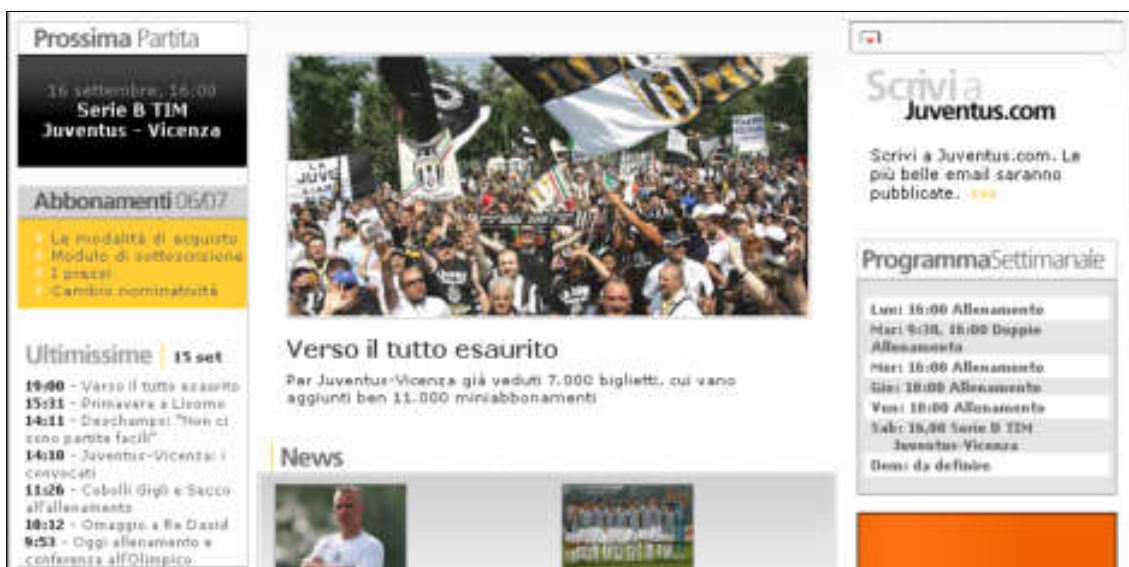 Prossima Partita
16 settembre, 16:00
Serie B TIM
Juventus - Vicenza
Abbonamenti 06/07
Le modalità di acquisto
Modulo di sottoscrizione
I prezzi
Cambio nominatività
Ultimissime 15 set
19:00 - Verso il tutto esaurito
15:31 - Primavera a Livorno
14:11 - Deschamps: "Non ci
sono partite facili"
14:10 - Juventus-Vicenza: i
convocati
11:26 - Cobolli Gigli e Secco
all'allenamento
10:12 - Omaggio a Re David
9:53 - Oggi allenamento e
conferenza all'Olimpico
LA
JUVE
Verso il tutto esaurito
Per Juventus-Vicenza già veduti 7.000 biglietti, cui vano
aggiunti ben 11.000 miniabbonamenti
News
Scrivi a
Juventus.com
Scrivi a Juventus.com. Le
più belle email saranno
pubblicate. »»»
ProgrammaSettimanale
Lun: 16:00 Allenamento
Mar: 9:30, 16:00 Doppio
Allenamento
Mer: 16:00 Allenamento
Gio: 10:00 Allenamento
Ven: 10:00 Allenamento
Sab: 16,00 Serie B TIM
Juventus-Vicenza
Dom: da definire